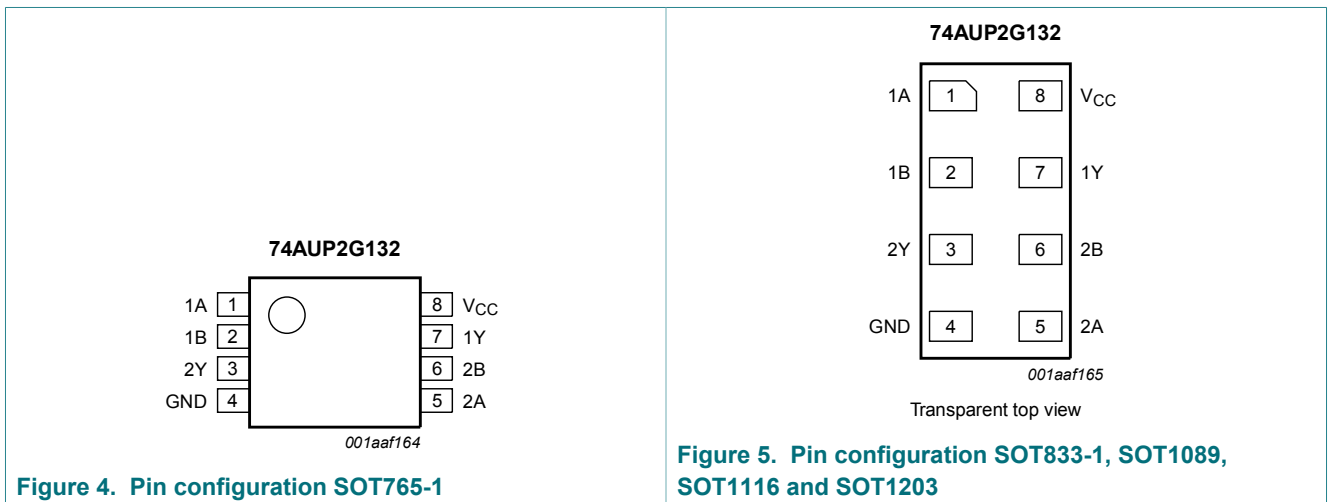 74AUP2G132
1A 1 8 VCC
1B 2 7 1Y
2Y 3 6 2B
GND 4 5 2A
001aaf164
Figure 4. Pin configuration SOT765-1
74AUP2G132
1A 1 8 VCC
1B 2 7 1Y
2Y 3 6 2B
GND 4 5 2A
001aaf165
Transparent top view
Figure 5. Pin configuration SOT833-1, SOT1089,
SOT1116 and SOT1203